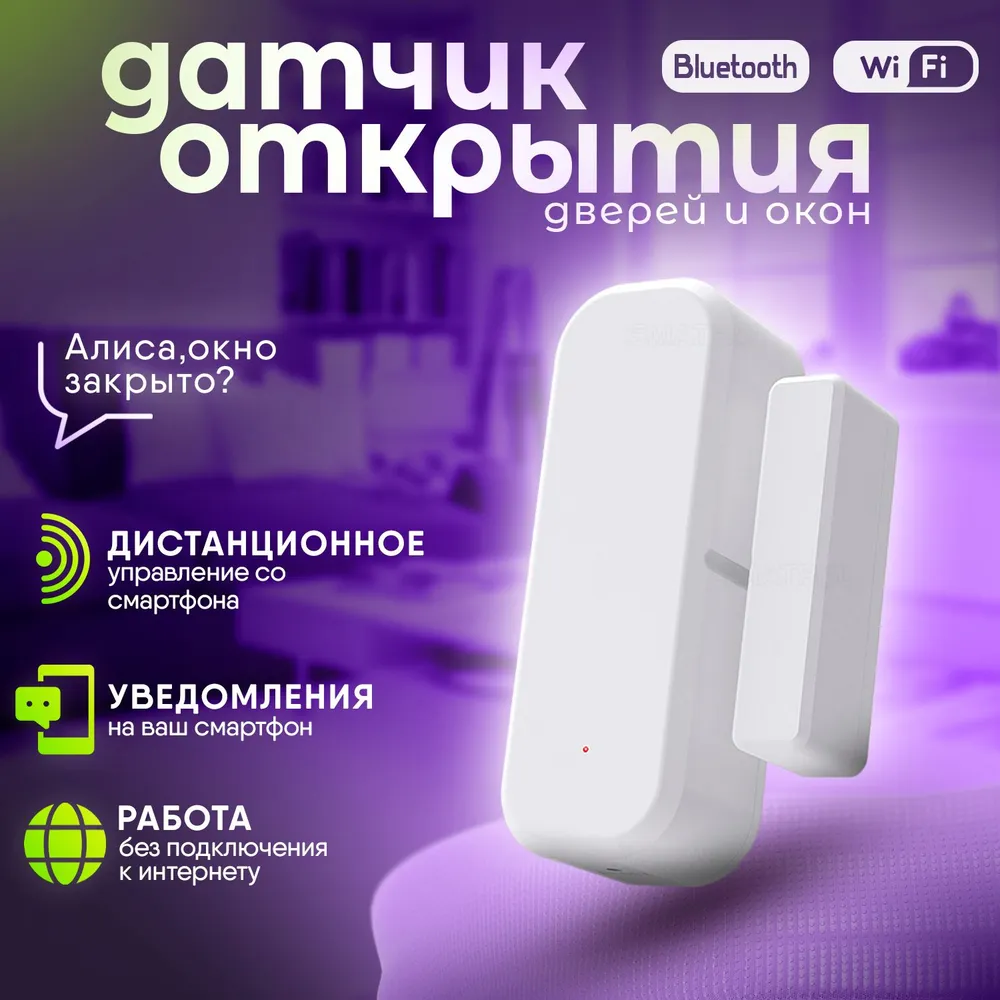 датчик
открытия
дверей и окон
Bluetooth
Wi Fi
Алиса,окно
закрыто?
ДИСТАНЦИОННОЕ
управление со
смартфона
УВЕДОМЛЕНИЯ
на ваш смартфон
РАБОТА
без подключения
к интернету